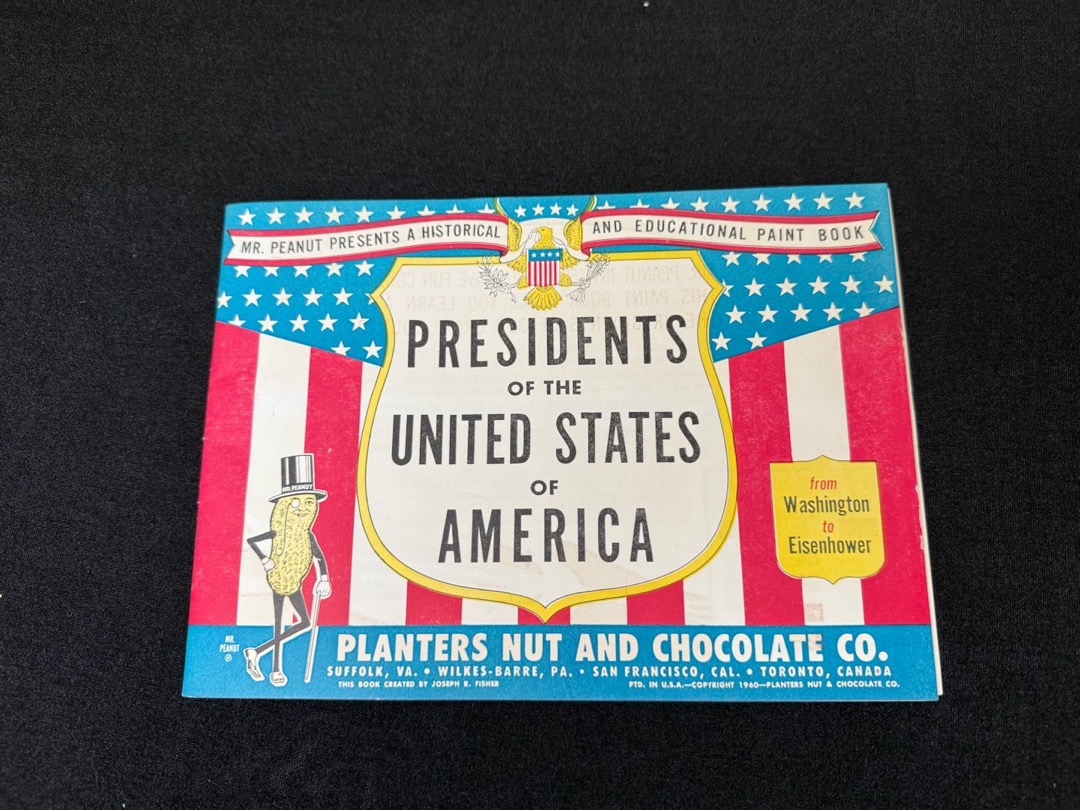 MR. PEANUT PRESENTS A HISTORICAL AND EDUCATIONAL PAINT BOOK
PRESIDENTS
OF THE
UNITED STATES
OF
AMERICA
from
Washington
to
Eisenhower
MR. PEANUT
MR.
PEANUT
®
PLANTERS NUT AND CHOCOLATE CO.
SUFFOLK, VA. • WILKES-BARRE, PA. • SAN FRANCISCO, CAL. • TORONTO, CANADA
THIS BOOK CREATED BY JOSEPH R. FISHER PTD. IN U.S.A.—COPYRIGHT 1960—PLANTERS NUT & CHOCOLATE CO.